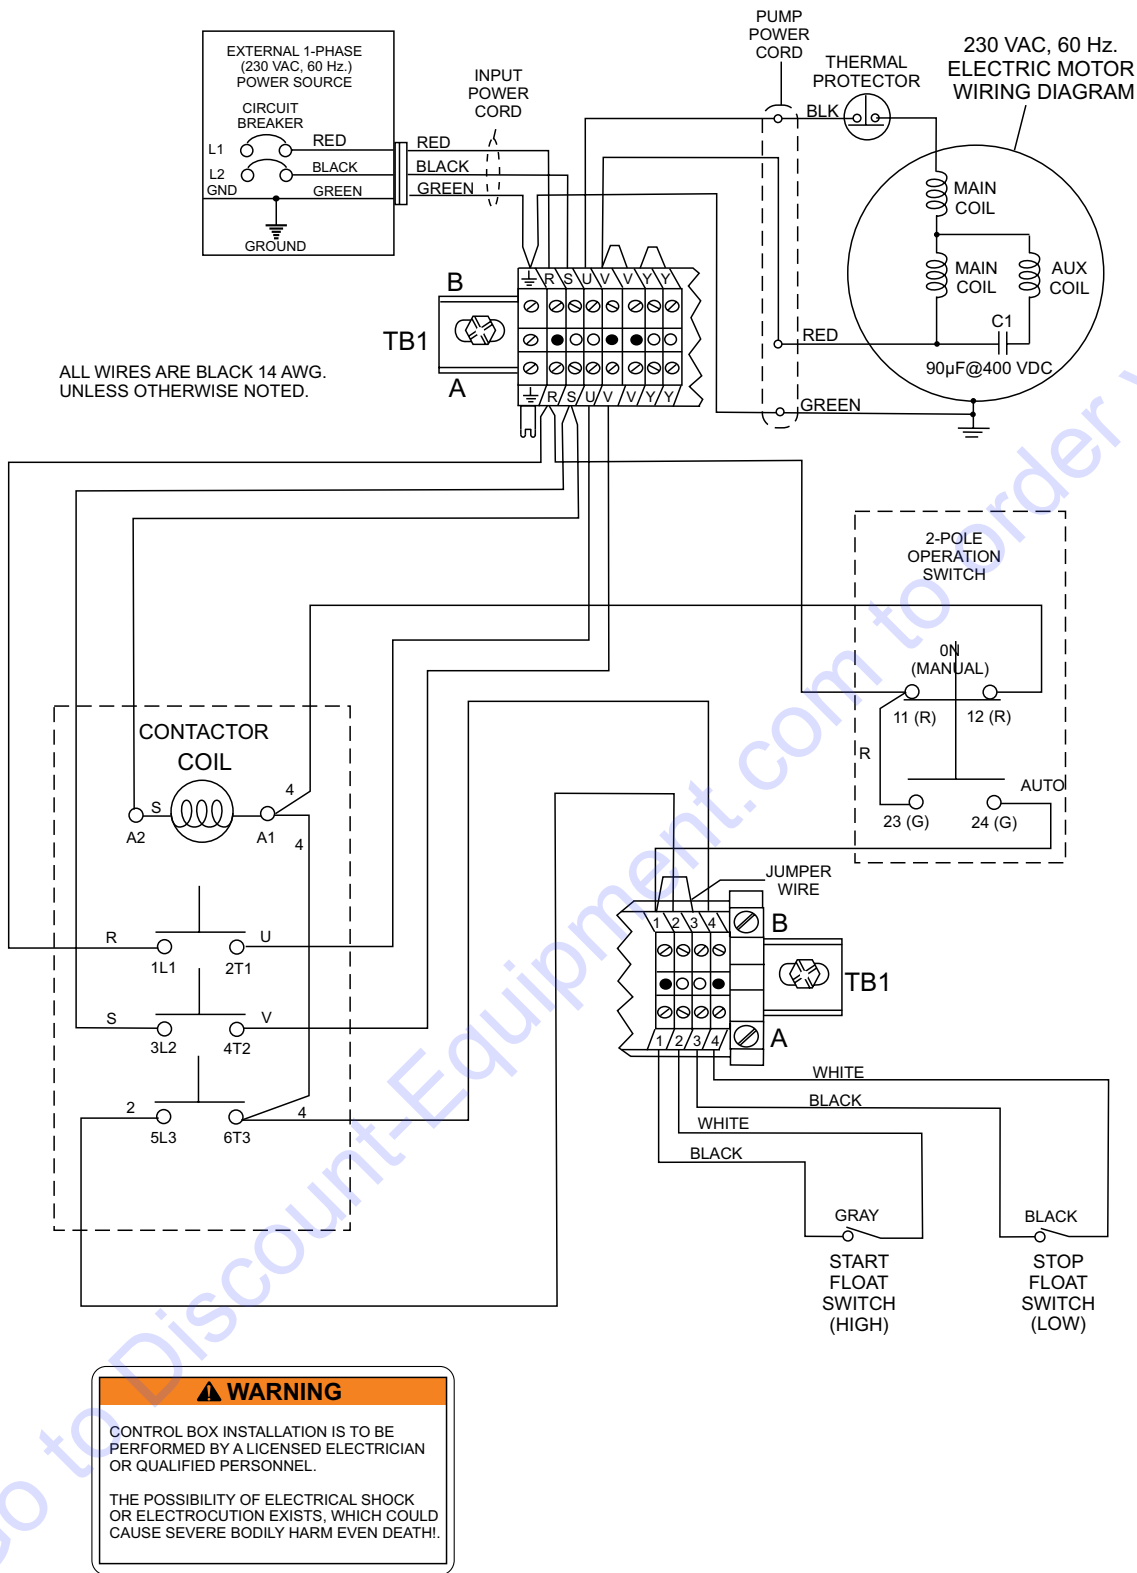 PUMP
POWER
CORD
230 VAC, 60 Hz.
ELECTRIC MOTOR
WIRING DIAGRAM
EXTERNAL 1-PHASE
(230 VAC, 60 Hz.)
POWER SOURCE
INPUT
POWER
CORD
THERMAL
PROTECTOR
CIRCUIT
BREAKER
L1
RED
RED
L2
BLACK
BLACK
GND
GREEN
GREEN
GROUND
BLK
MAIN
COIL
MAIN
COIL
AUX
COIL
C1
90µF@400 VDC
RED
GREEN
B
R S U V V Y Y
TB1
A
R S U V V Y Y
ALL WIRES ARE BLACK 14 AWG.
UNLESS OTHERWISE NOTED.
2-POLE
OPERATION
SWITCH
0N
(MANUAL)
11 (R)
12 (R)
R
AUTO
23 (G)
24 (G)
CONTACTOR
COIL
4
S
A2
A1
4
R
U
1L1
2T1
S
V
3L2
4T2
2
4
5L3
6T3
JUMPER
WIRE
1 2 3 4
B
TB1
1 2 3 4
A
WHITE
BLACK
WHITE
BLACK
GRAY
BLACK
START
FLOAT
SWITCH
(HIGH)
STOP
FLOAT
SWITCH
(LOW)
WARNING
CONTROL BOX INSTALLATION IS TO BE
PERFORMED BY A LICENSED ELECTRICIAN
OR QUALIFIED PERSONNEL.
THE POSSIBILITY OF ELECTRICAL SHOCK
OR ELECTROCUTION EXISTS, WHICH COULD
CAUSE SEVERE BODILY HARM EVEN DEATH!.
Go to Discount-Equipment.com to order